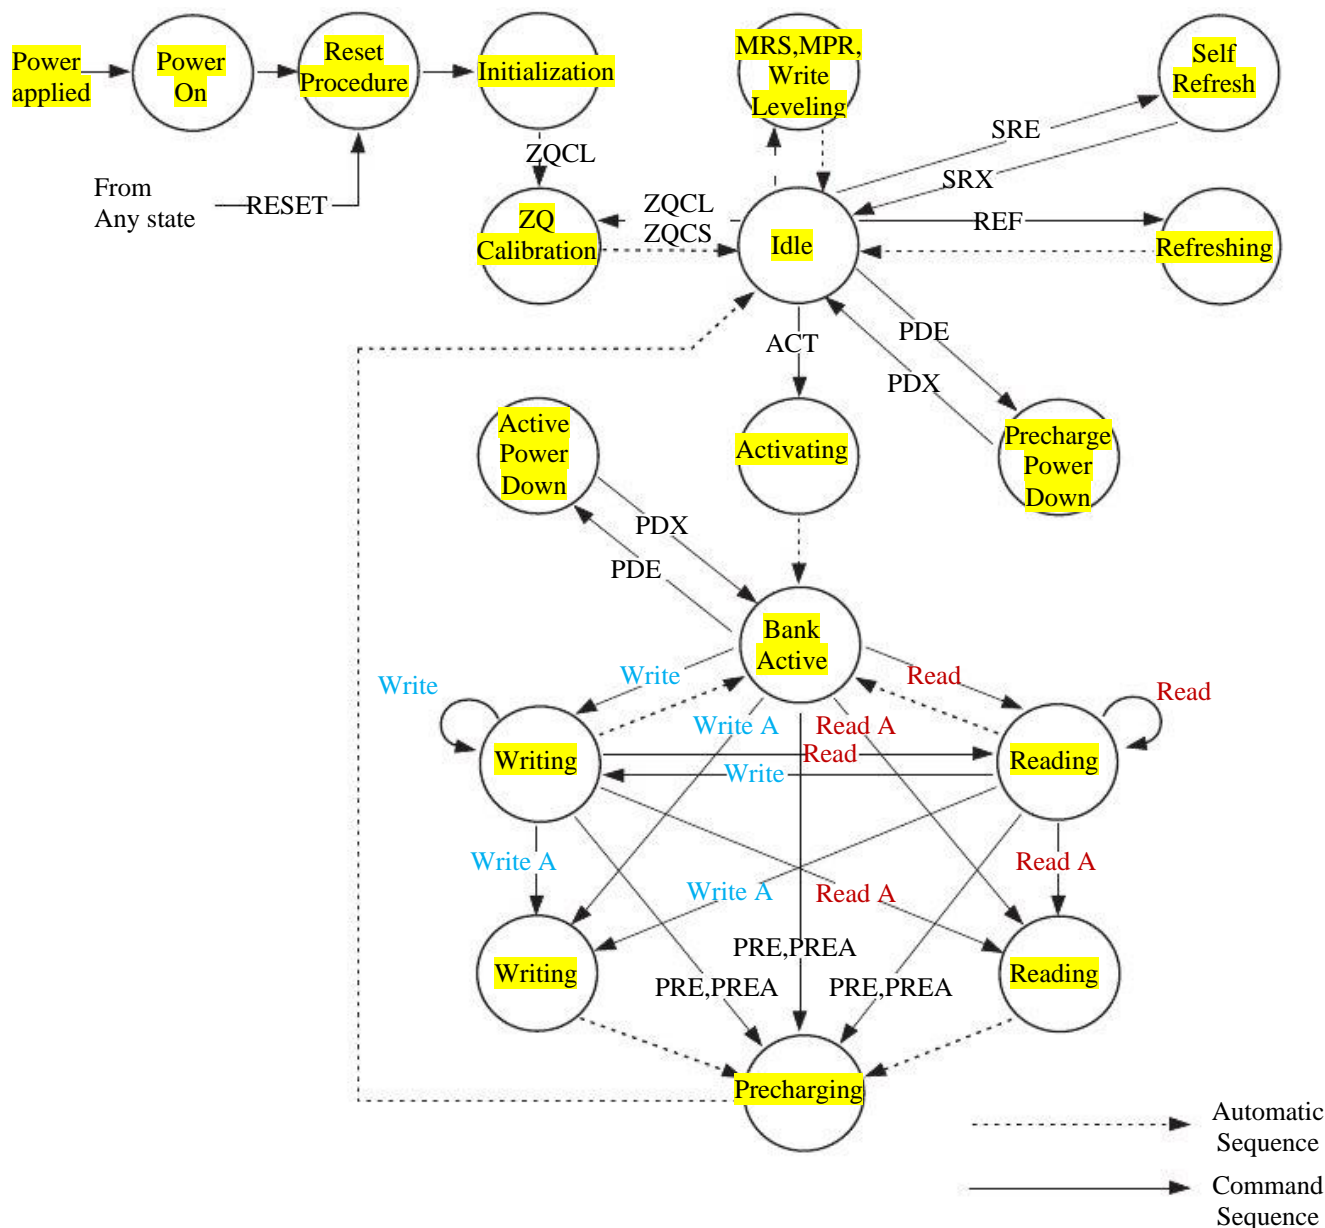 Power
applied
Power
On
Reset
Procedure
Initialization
MRS,MPR,
Write
Leveling
Self
Refresh
ZQCL
SRE
SRX
From
Any state
RESET
ZQ
Calibration
ZQCL
ZQCS
Idle
REF
Refreshing
ACT
PDE
PDX
Active
Power
Down
Activating
Precharge
Power
Down
PDX
PDE
Bank
Active
Write
Write
Read
Read
Write A
Read A
Writing
Read
Write
Reading
Write A
Write A
Read A
Read A
Writing
PRE,PREA
PRE,PREA
PRE,PREA
Reading
Precharging
Automatic
Sequence
Command
Sequence